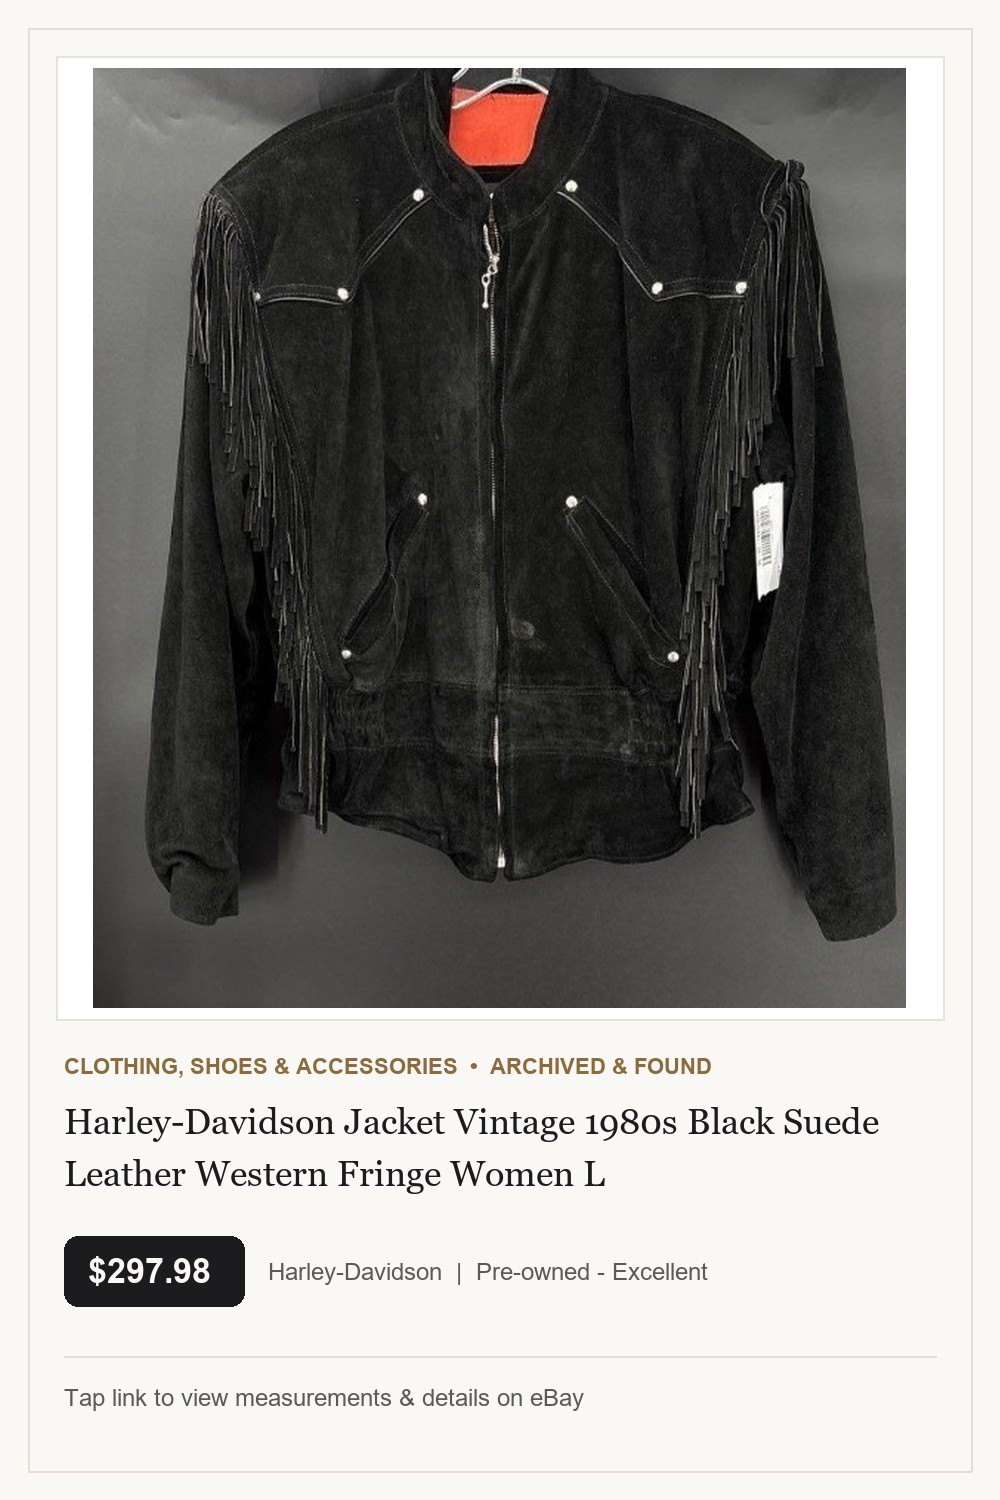 CLOTHING, SHOES & ACCESSORIES • ARCHIVED & FOUND
Harley-Davidson Jacket Vintage 1980s Black Suede
Leather Western Fringe Women L
$297.98
Harley-Davidson | Pre-owned - Excellent
Tap link to view measurements & details on eBay